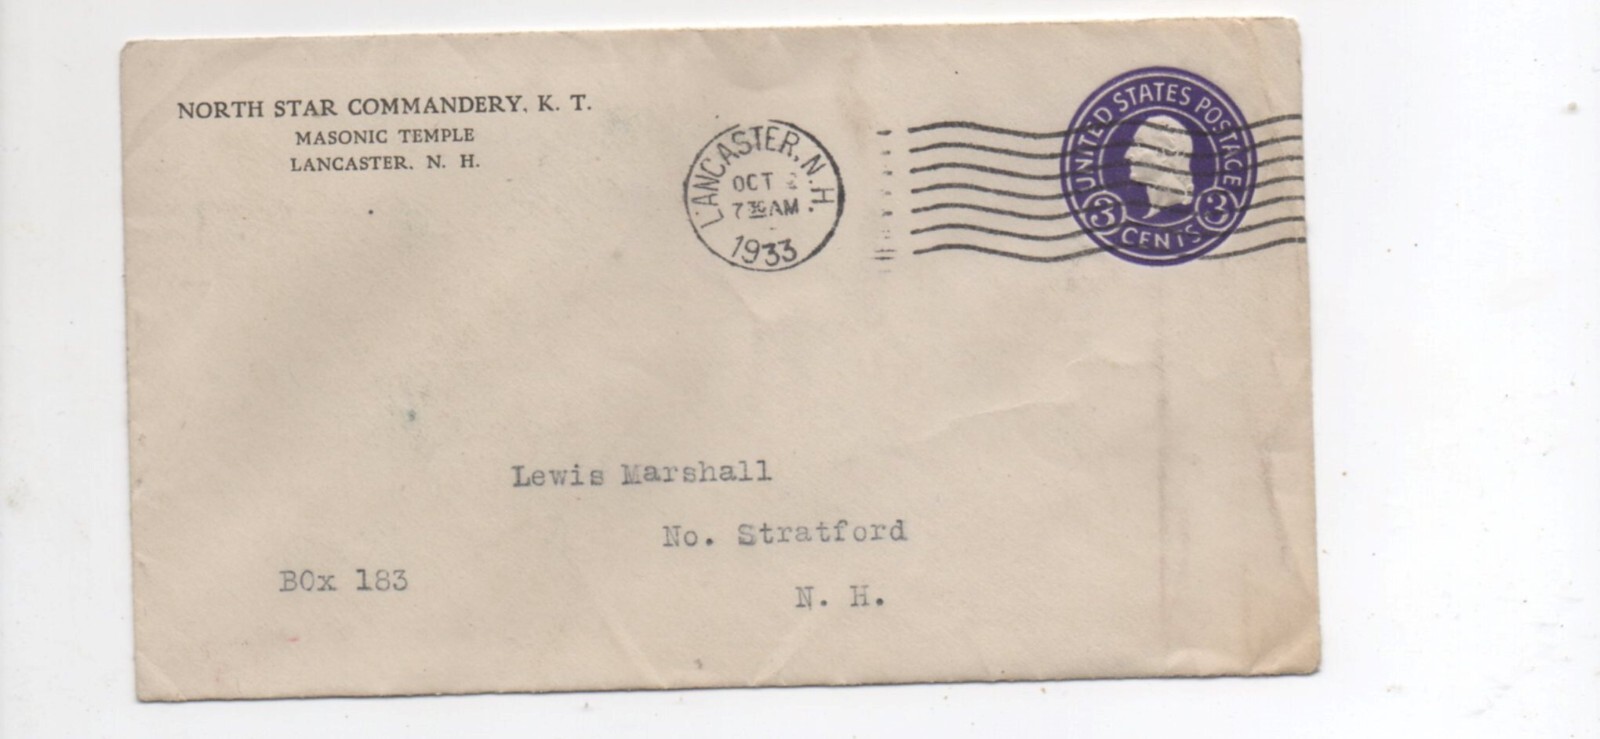 NORTH STAR COMMANDERY, K. T.
MASONIC TEMPLE
LANCASTER, N. H.
LANCASTER, N.H.
OCT
7 30 AM
1933
UNITED STATES POSTAGE
3 3
CENTS
Lewis Marshall
No. Stratford
BOx 183
N. H.